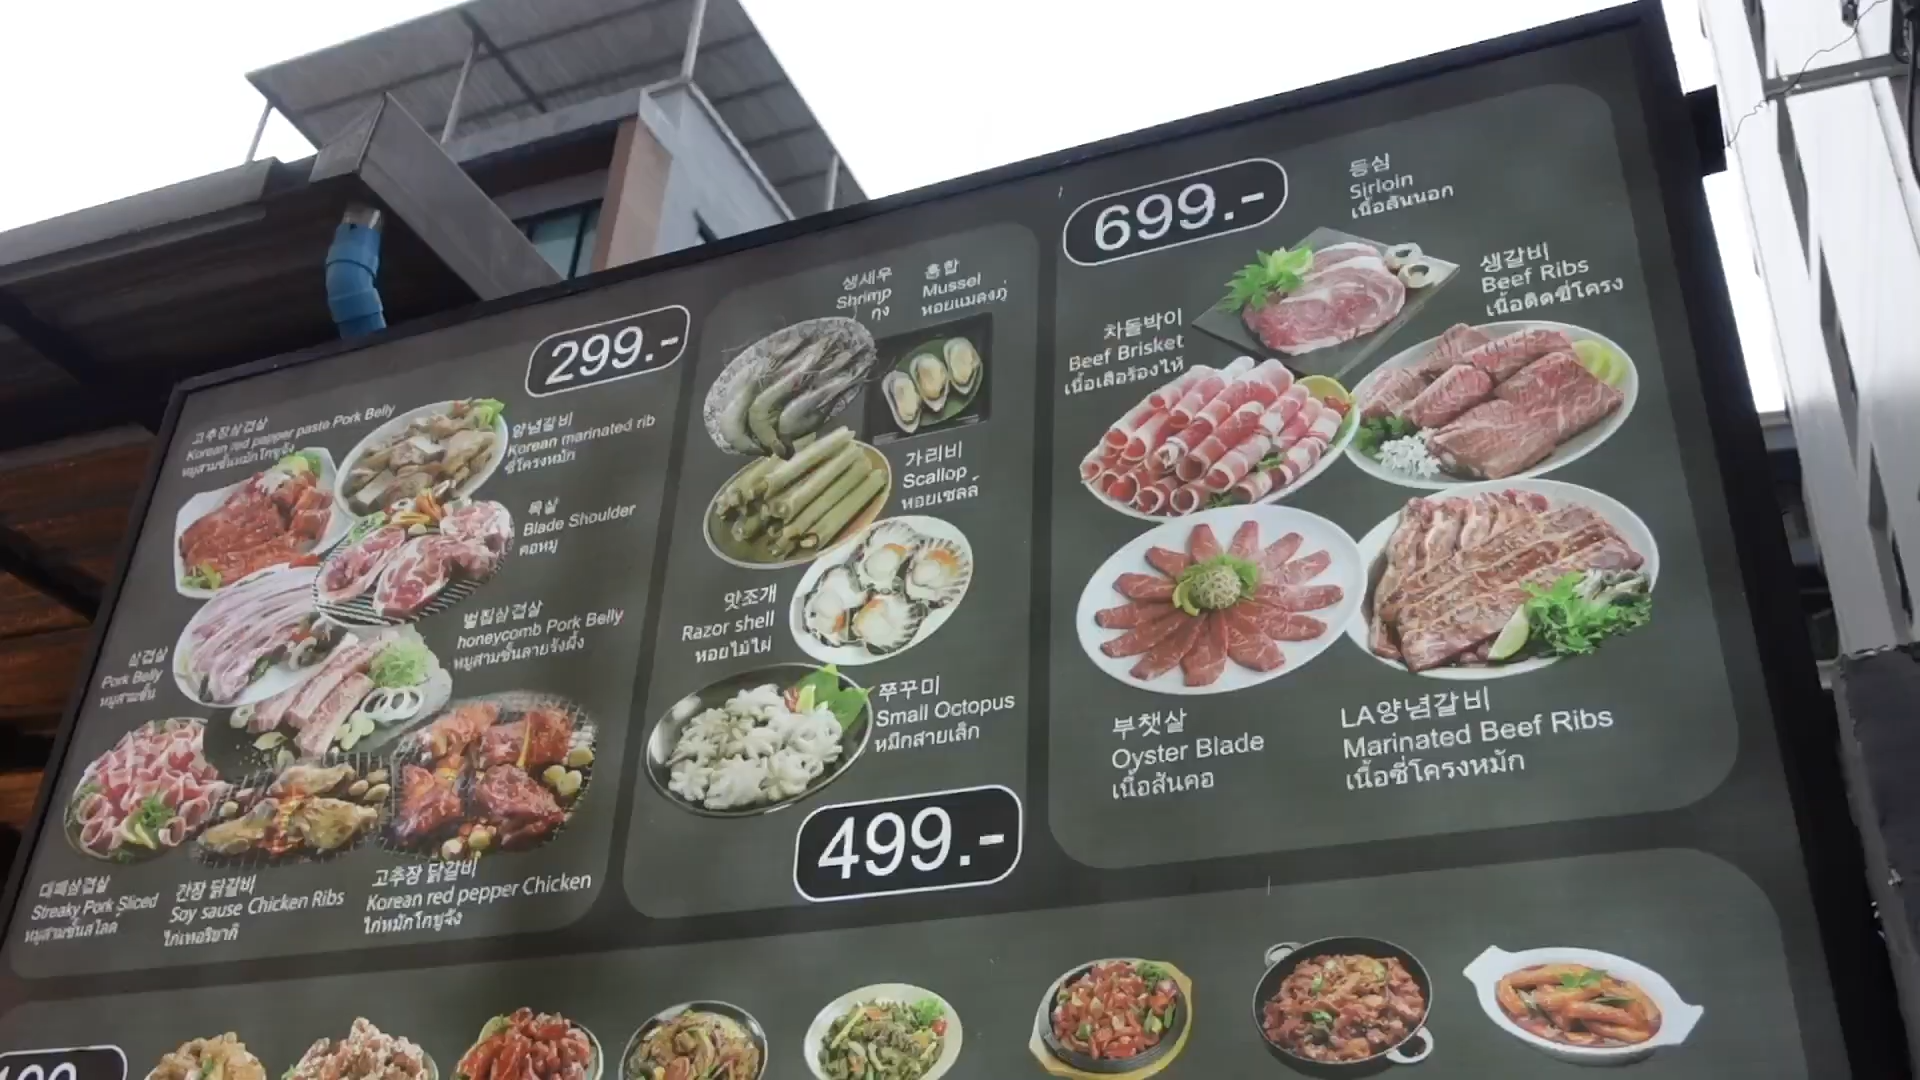 299.-
고추장삼겹살
Korean red pepper paste Pork Belly
หมูสามชั้นหมักโกชูจัง
양념갈비
Korean marinated rib
ซี่โครงหมัก
목살
Blade Shoulder
คอหมู
벌집삼겹살
honeycomb Pork Belly
หมูสามชั้นลายรังผึ้ง
삼겹살
Pork Belly
หมูสามชั้น
대패삼겹살
Streaky Pork Sliced
หมูสามชั้นสไลด์
간장 닭갈비
Soy sause Chicken Ribs
ไก่เทอริยากิ
고추장 닭갈비
Korean red pepper Chicken
ไก่หมักโกชูจัง
생새우
Shrimp
กุง
홍합
Mussel
หอยแมลงภู่
가리비
Scallop
หอยเชลล์
맛조개
Razor shell
หอยไม้ไผ่
쭈꾸미
Small Octopus
หมึกสายเล็ก
499.-
699.-
등심
Sirloin
เนื้อสันนอก
차돌박이
Beef Brisket
เนื้อเสือร้องไห้
생갈비
Beef Ribs
เนื้อติดซี่โครง
부챗살
Oyster Blade
เนื้อสันคอ
LA양념갈비
Marinated Beef Ribs
เนื้อซี่โครงหมัก